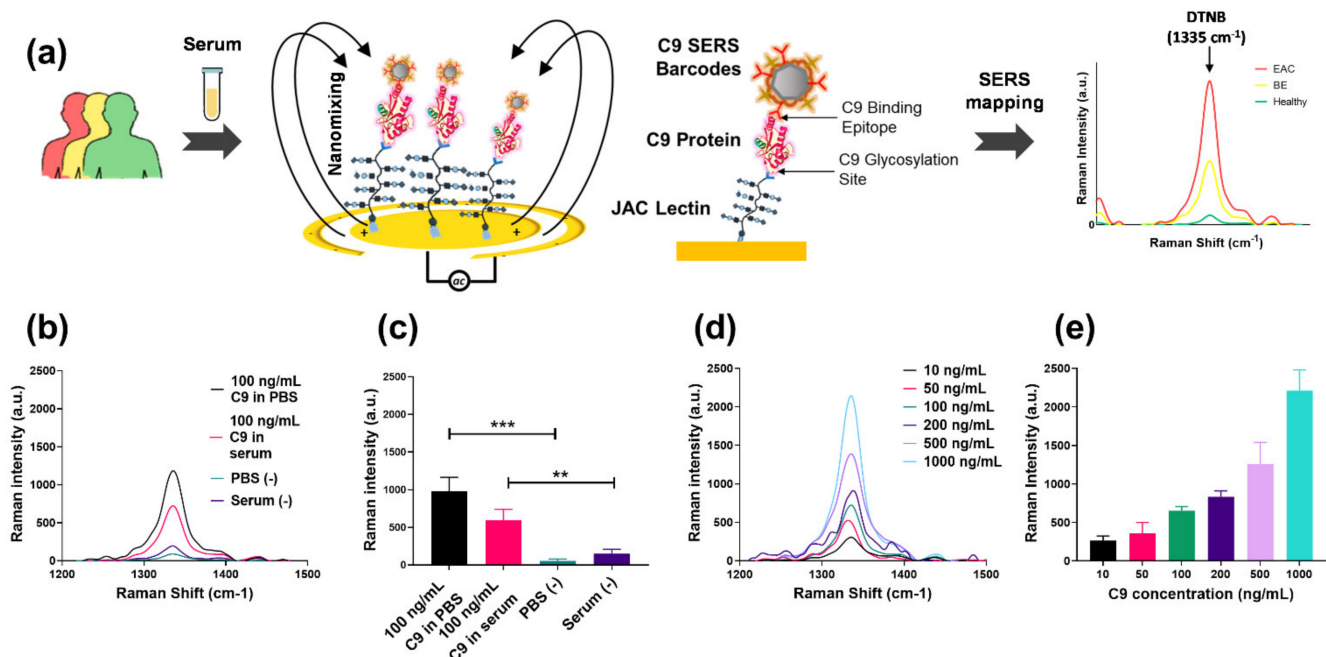 (a)
Serum
Nanomixing
+
+
ac
C9 SERS
Barcodes
C9 Protein
JAC Lectin
C9 Binding
Epitope
C9 Glycosylation
Site
SERS
mapping
DTNB
(1335 cm-1)
EAC
BE
Healthy
Raman Intensity (a.u.)
0
Raman Shift (cm-1)
(b)
Raman intensity (a.u.)
2500
2000
1500
1000
500
0
1200
1300
1400
1500
Raman Shift (cm-1)
100 ng/mL
C9 in PBS
100 ng/mL
C9 in
serum
PBS (-)
Serum (-)
(c)
Raman intensity (a.u.)
2500
2000
1500
1000
500
0
***
**
100 ng/mL
C9 in PBS
100 ng/mL
C9 in serum
PBS (-)
Serum (-)
(d)
Raman intensity (a.u.)
2500
2000
1500
1000
500
0
1200
1300
1400
1500
Raman Shift (cm-1)
10 ng/mL
50 ng/mL
100 ng/mL
200 ng/mL
500 ng/mL
1000 ng/mL
(e)
Raman intensity (a.u.)
2500
2000
1500
1000
500
0
10
50
100
200
500
1000
C9 concentration (ng/mL)